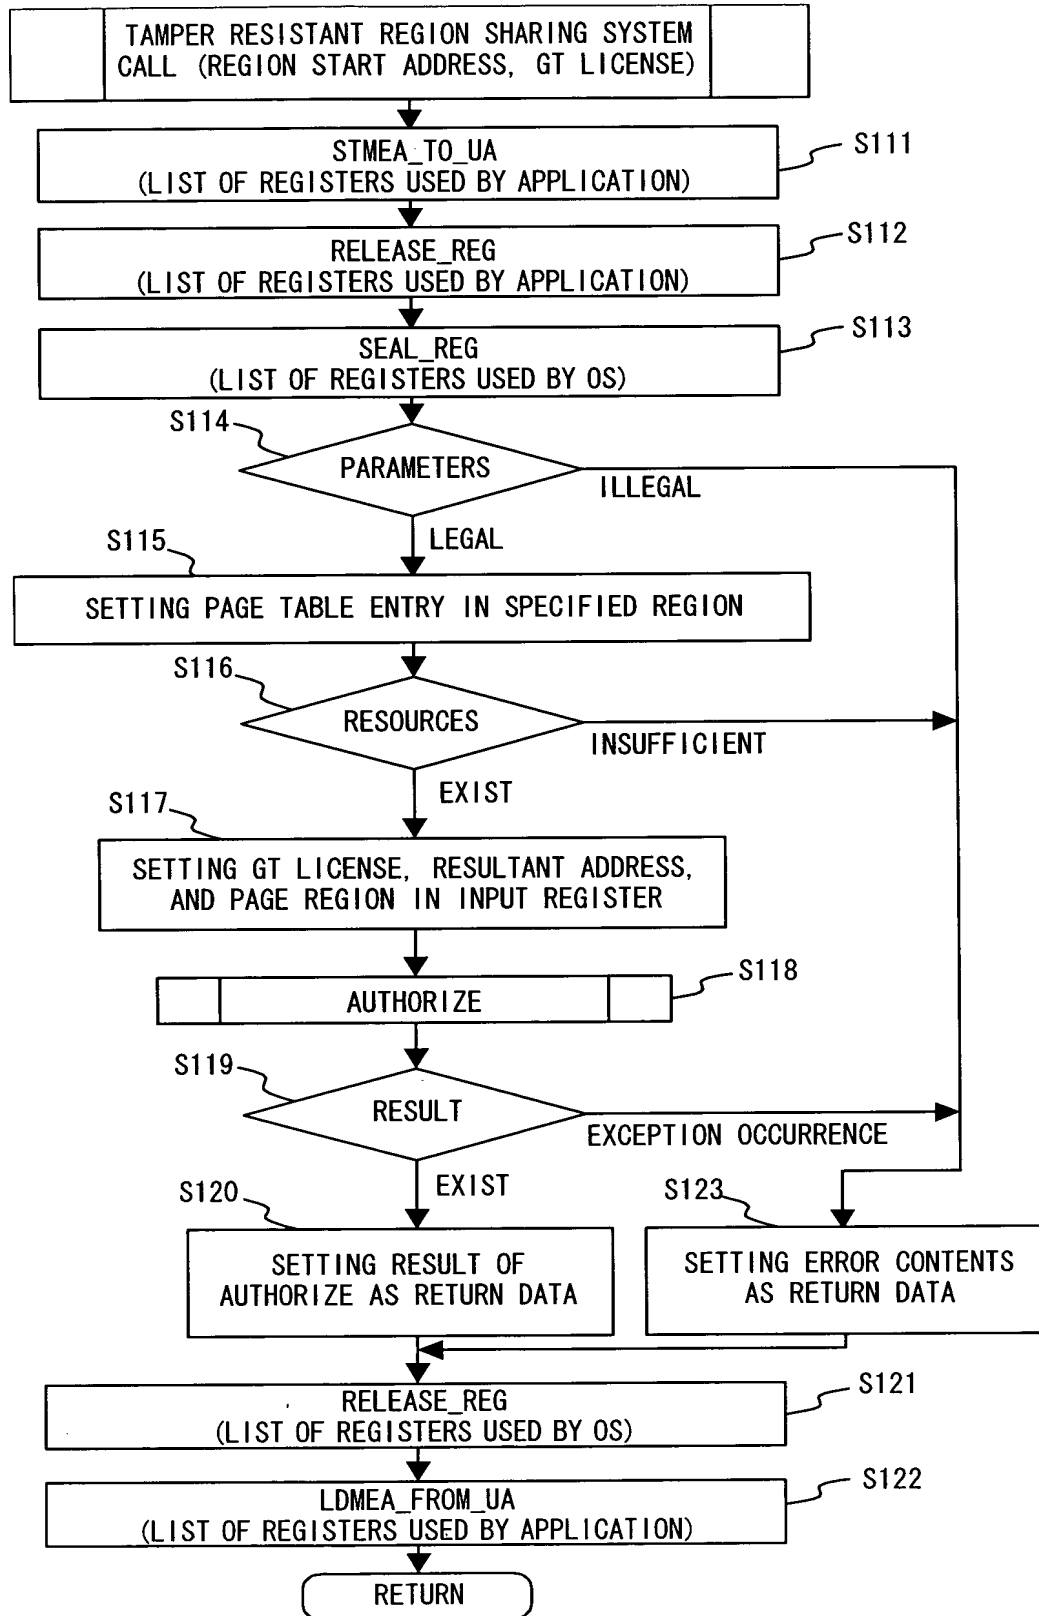 TAMPER RESISTANT REGION SHARING SYSTEM
CALL (REGION START ADDRESS, GT LICENSE)
STMEA_TO_UA
(LIST OF REGISTERS USED BY APPLICATION)
S111
RELEASE_REG
(LIST OF REGISTERS USED BY APPLICATION)
S112
SEAL_REG
(LIST OF REGISTERS USED BY OS)
S113
S114
PARAMETERS
ILLEGAL
LEGAL
S115
SETTING PAGE TABLE ENTRY IN SPECIFIED REGION
S116
RESOURCES
INSUFFICIENT
EXIST
S117
SETTING GT LICENSE, RESULTANT ADDRESS,
AND PAGE REGION IN INPUT REGISTER
S118
AUTHORIZE
S119
RESULT
EXCEPTION OCCURRENCE
EXIST
S120
SETTING RESULT OF
AUTHORIZE AS RETURN DATA
S123
SETTING ERROR CONTENTS
AS RETURN DATA
S121
RELEASE_REG
(LIST OF REGISTERS USED BY OS)
S122
LDMEA_FROM_UA
(LIST OF REGISTERS USED BY APPLICATION)
RETURN